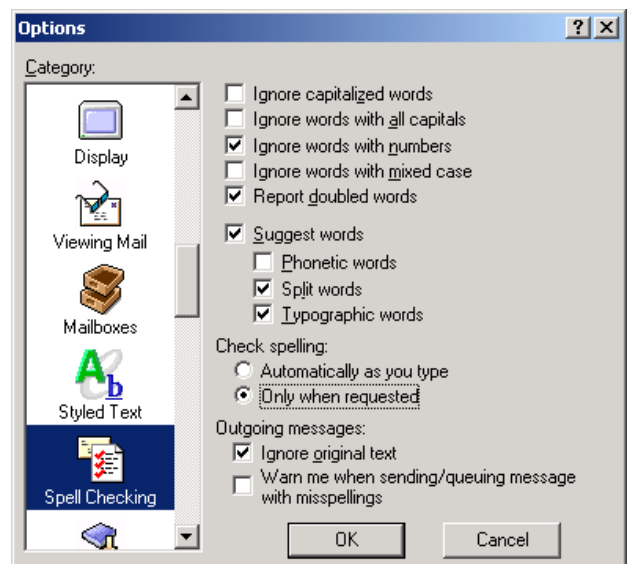 Options
Category:
Display
Viewing Mail
Mailboxes
Styled Text
Spell Checking
Ignore capitalized words
Ignore words with all capitals
Ignore words with numbers
Ignore words with mixed case
Report doubled words
Suggest words
Phonetic words
Split words
Typographic words
Check spelling:
Automatically as you type
Only when requested
Outgoing messages:
Ignore original text
Warn me when sending/queuing message
with misspellings
OK
Cancel